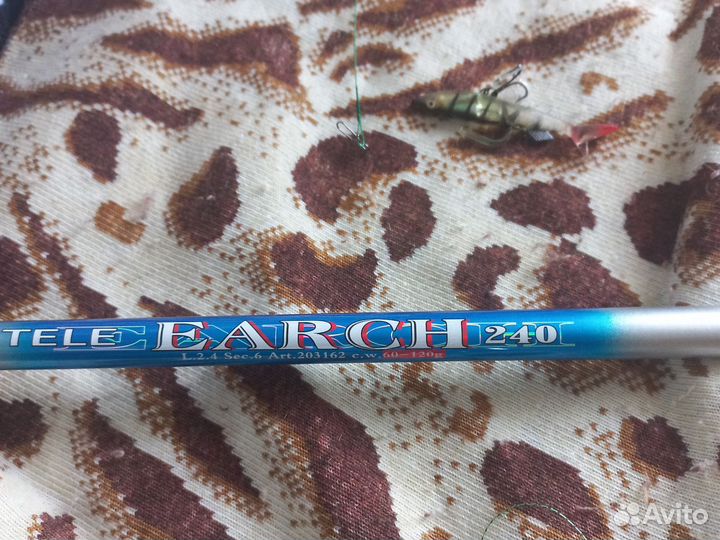 TELE EARCH 240
L.2.4 Sec.6 Art.203162 c.w.60-120g
Avito